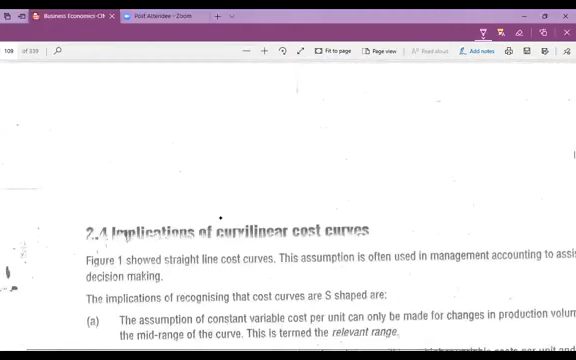 Business Economics-CIM
Post Attendee - Zoom
109 of 339
Fit to page
Page view
Read aloud
Add notes
2.4 Implications of curvilinear cost curves
Figure 1 showed straight line cost curves. This assumption is often used in management accounting to assis
decision making.
The implications of recognising that cost curves are S shaped are:
(a) The assumption of constant variable cost per unit can only be made for changes in production volum
the mid-range of the curve. This is termed the relevant range.